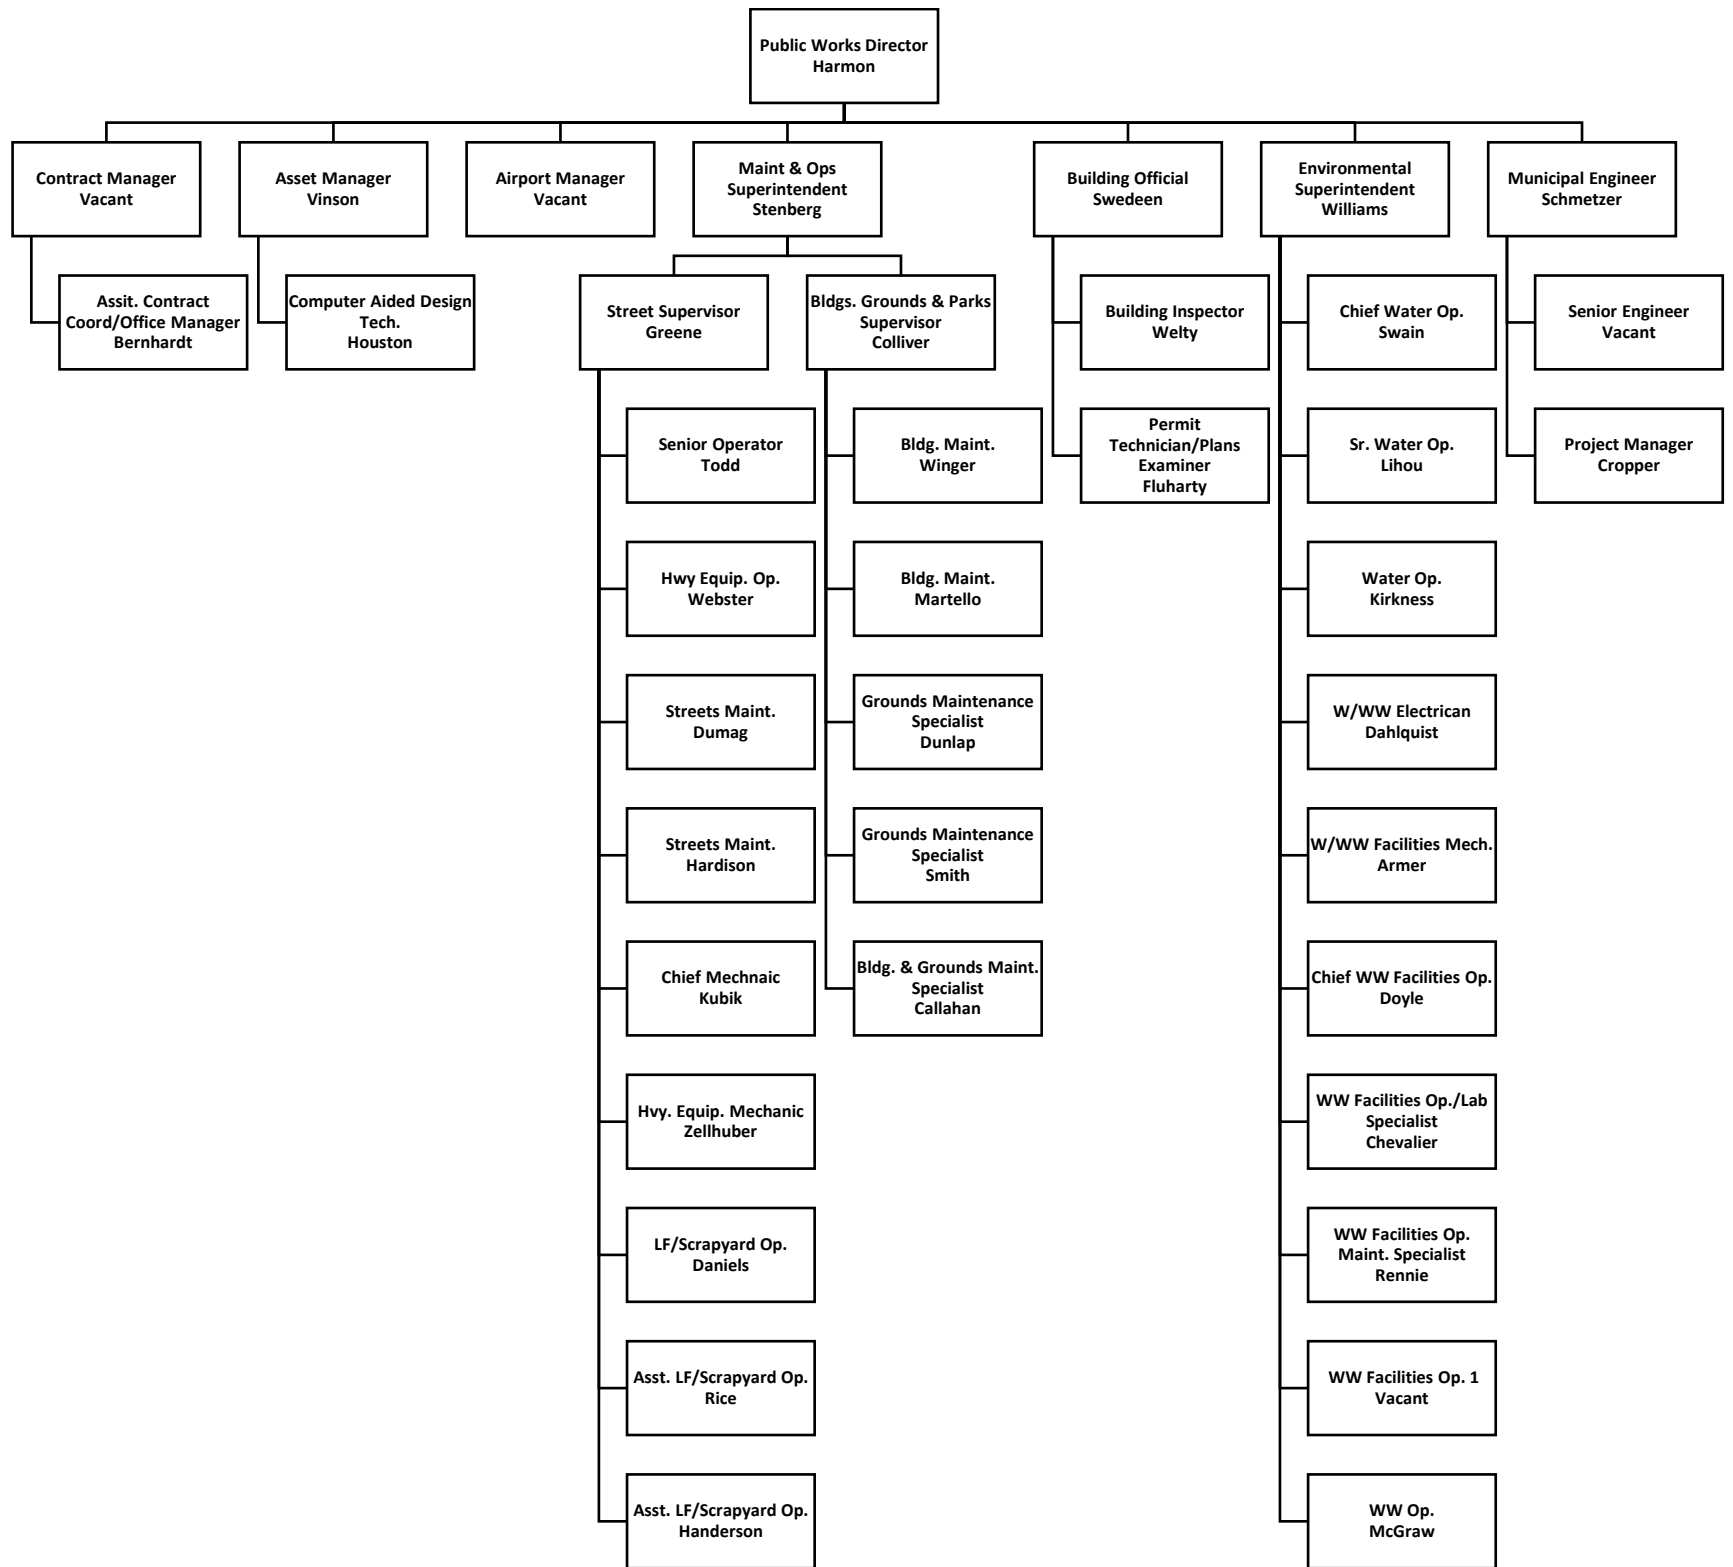 Public Works Director
Harmon
Contract Manager
Vacant
Asset Manager
Vinson
Airport Manager
Vacant
Maint & Ops
Superintendent
Stenberg
Building Official
Swedeen
Environmental
Superintendent
Williams
Municipal Engineer
Schmetzer
Assit. Contract
Coord/Office Manager
Bernhardt
Computer Aided Design
Tech.
Houston
Street Supervisor
Greene
Senior Operator
Todd
Hwy Equip. Op.
Webster
Streets Maint.
Dumag
Streets Maint.
Hardison
Chief Mechnaic
Kubik
Hvy. Equip. Mechanic
Zellhuber
LF/Scrapyard Op.
Daniels
Asst. LF/Scrapyard Op.
Rice
Asst. LF/Scrapyard Op.
Handerson
Bldgs. Grounds & Parks
Supervisor
Colliver
Bldg. Maint.
Winger
Bldg. Maint.
Martello
Grounds Maintenance
Specialist
Dunlap
Grounds Maintenance
Specialist
Smith
Bldg. & Grounds Maint.
Specialist
Callahan
Building Inspector
Welty
Permit
Technician/Plans
Examiner
Fluharty
Chief Water Op.
Swain
Sr. Water Op.
Lihou
Water Op.
Kirkness
W/WW Electrican
Dahlquist
W/WW Facilities Mech.
Armer
Chief WW Facilities Op.
Doyle
WW Facilities Op./Lab
Specialist
Chevalier
WW Facilities Op.
Maint. Specialist
Rennie
WW Facilities Op. 1
Vacant
WW Op.
McGraw
Senior Engineer
Vacant
Project Manager
Cropper